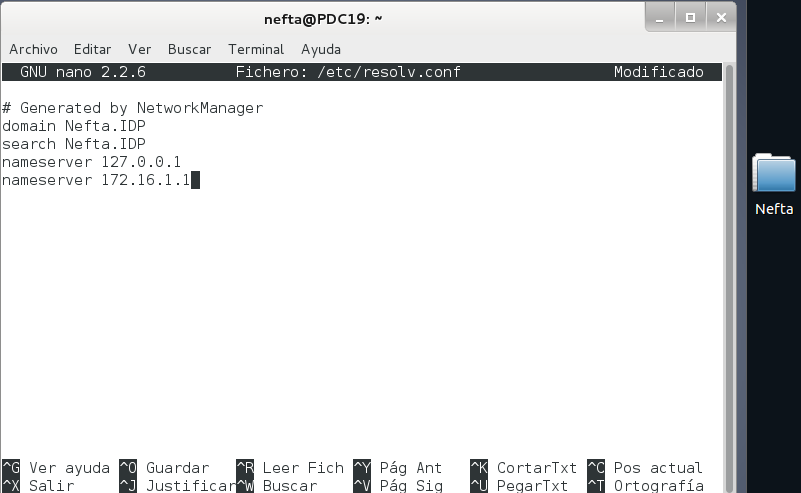 nefta@PDC19: ~
Archivo Editar Ver Buscar Terminal Ayuda
GNU nano 2.2.6 Fichero: /etc/resolv.conf Modificado
# Generated by NetworkManager
domain Nefta.IDP
search Nefta.IDP
nameserver 127.0.0.1
nameserver 172.16.1.1
Nefta
^G Ver ayuda ^O Guardar ^R Leer Fich ^Y Pág Ant ^K CortarTxt ^C Pos actual
^X Salir ^J Justificar ^W Buscar ^V Pág Sig ^U PegarTxt ^T Ortografía